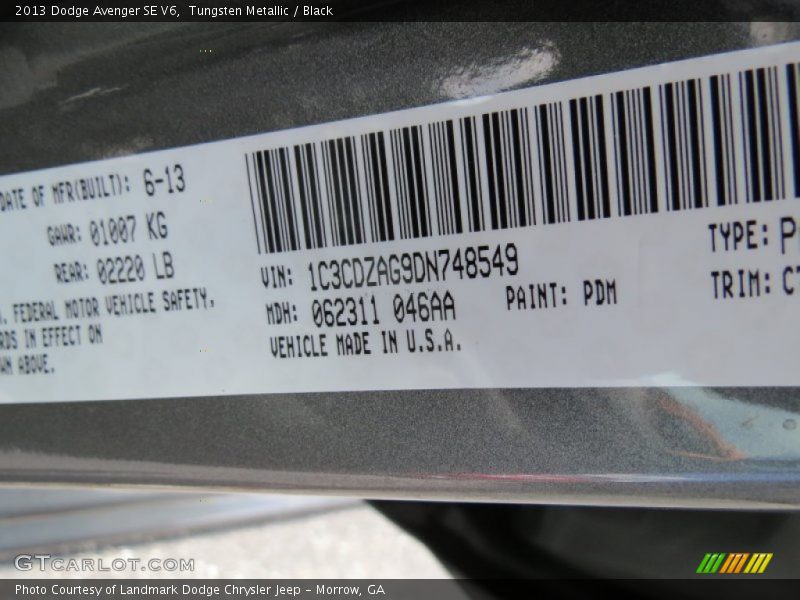 2013 Dodge Avenger SE V6, Tungsten Metallic / Black
DATE OF MFR(BUILT): 6-13
GAWR: 01007 KG
REAR: 02220 LB
FEDERAL MOTOR VEHICLE SAFETY.
IN EFFECT ON
ABOVE.
VIN: 1C3CDZAG9DN748549
MDH: 062311 046AA
PAINT: PDM
VEHICLE MADE IN U.S.A.
TYPE: P
TRIM: CT
GTCARLOT.COM
Photo Courtesy of Landmark Dodge Chrysler Jeep - Morrow, GA